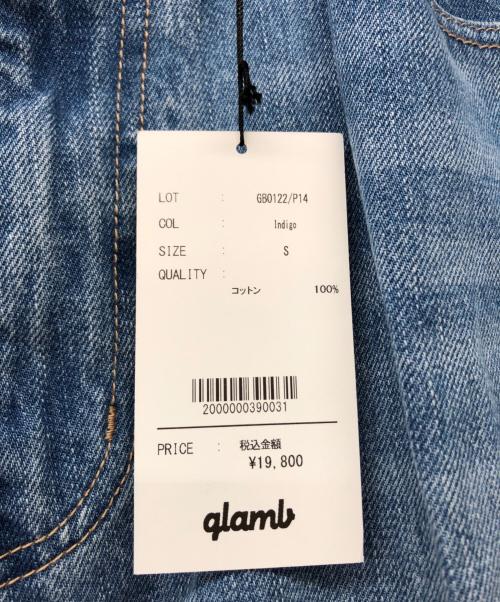 LOT : GB0122/P14
COL : Indigo
SIZE : S
QUALITY :
コットン 100%
2000000390031
PRICE : 税込金額
¥19,800
glamb